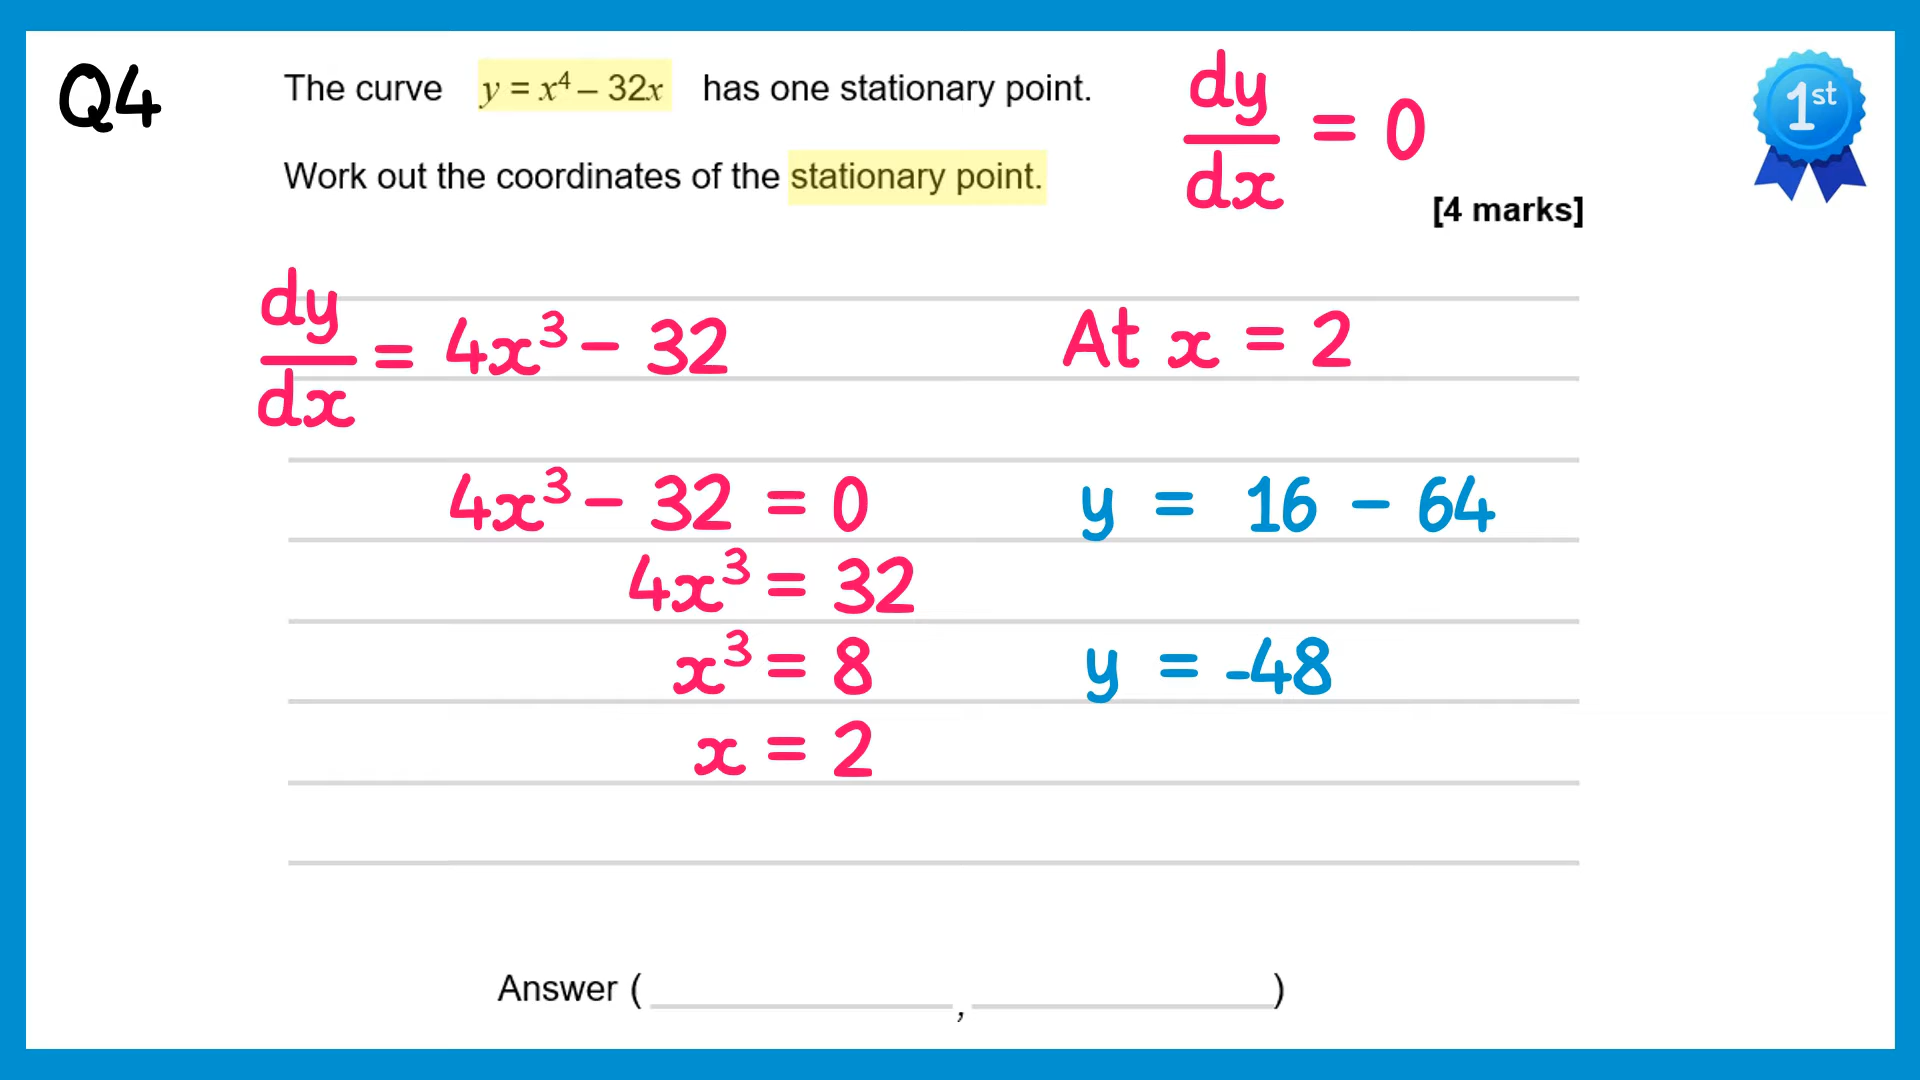 Q4
The curve y = x⁴ – 32x has one stationary point.
Work out the coordinates of the stationary point.
dy/dx = 0
1st
[4 marks]
dy/dx = 4x³ – 32
4x³ – 32 = 0
4x³ = 32
x³ = 8
x = 2
At x = 2
y = 16 – 64
y = -48
Answer ( ____________ , ____________ )